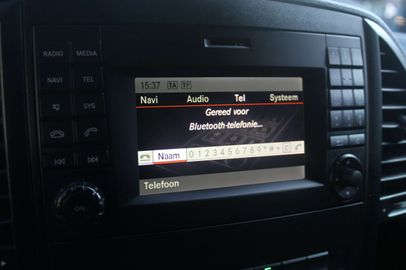 RADIO MEDIA
NAVI TEL
SYS
15:37 TA TP
Navi Audio Tel Systeem
Gereed voor
Bluetooth-telefonie...
Naam 0 1 2 3 4 5 6 7 8 9 * # + C
Telefoon
ON